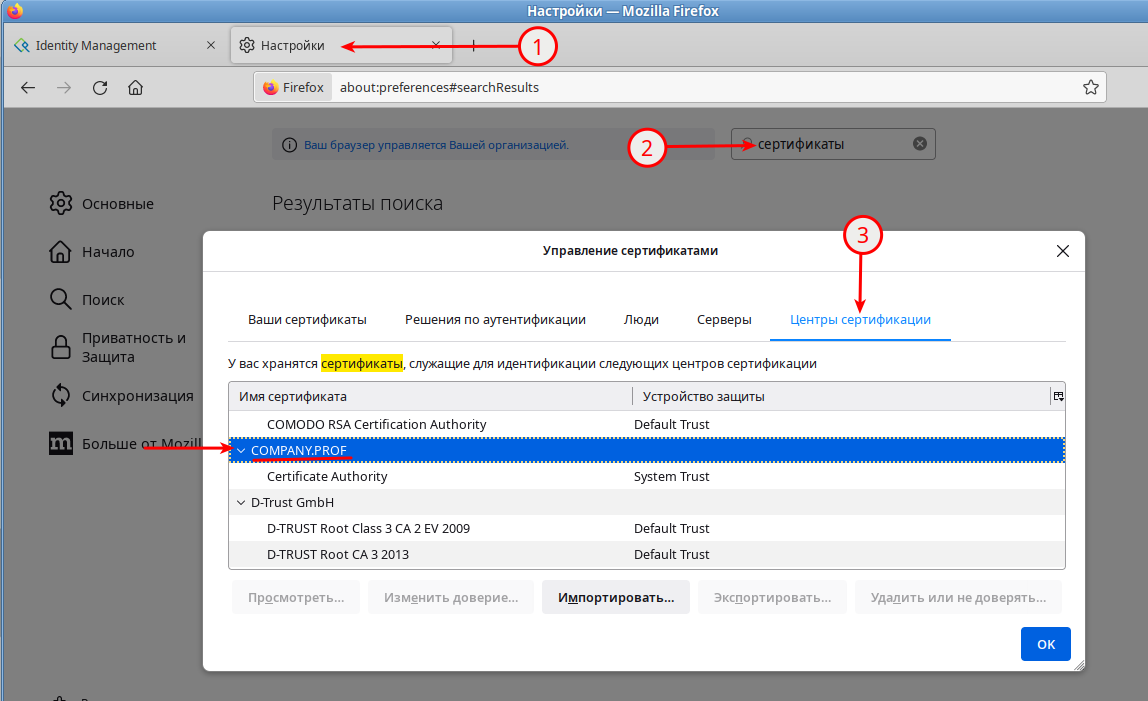 Настройки — Mozilla Firefox
Identity Management
Настройки
1
Firefox
about:preferences#searchResults
Ваш браузер управляется Вашей организацией.
2
сертификаты
Основные
Результаты поиска
Начало
Поиск
Приватность и
Защита
Синхронизация
Больше от Mozill
3
Управление сертификатами
Ваши сертификаты
Решения по аутентификации
Люди
Серверы
Центры сертификации
У вас хранятся сертификаты, служащие для идентификации следующих центров сертификации
Имя сертификата
Устройство защиты
COMODO RSA Certification Authority
Default Trust
COMPANY.PROF
Certificate Authority
System Trust
D-Trust GmbH
D-TRUST Root Class 3 CA 2 EV 2009
Default Trust
D-TRUST Root CA 3 2013
Default Trust
Просмотреть...
Изменить доверие...
Импортировать...
Экспортировать...
Удалить или не доверять...
OK